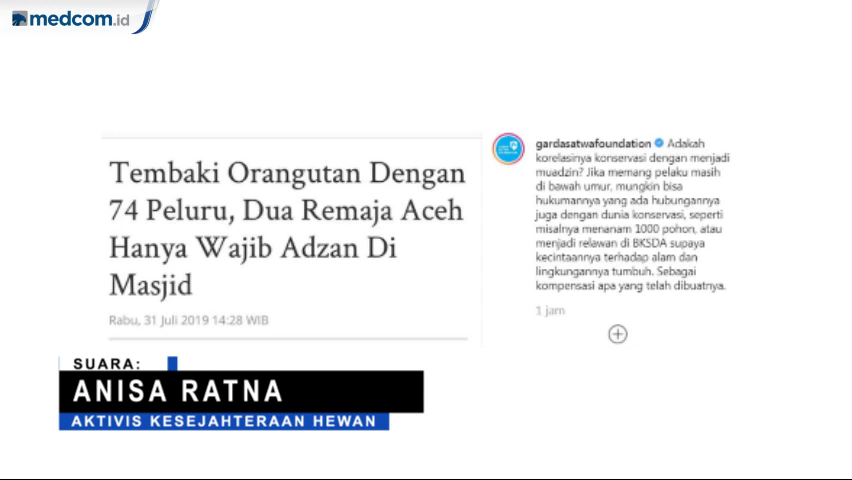 medcom.id
Tembaki Orangutan Dengan
74 Peluru, Dua Remaja Aceh
Hanya Wajib Adzan Di
Masjid
Rabu, 31 Juli 2019 14:28 WIB
gardasatwafoundation Adakah
korelasinya konservasi dengan menjadi
muadzin? Jika memang pelaku masih
di bawah umur, mungkin bisa
hukumannya yang ada hubungannya
juga dengan dunia konservasi, seperti
misalnya menanam 1000 pohon, atau
menjadi relawan di BKSDA supaya
kecintaannya terhadap alam dan
lingkungannya tumbuh. Sebagai
kompensasi apa yang telah dibuatnya.
1 jam
SUARA:
ANISA RATNA
AKTIVIS KESEJAHTERAAN HEWAN